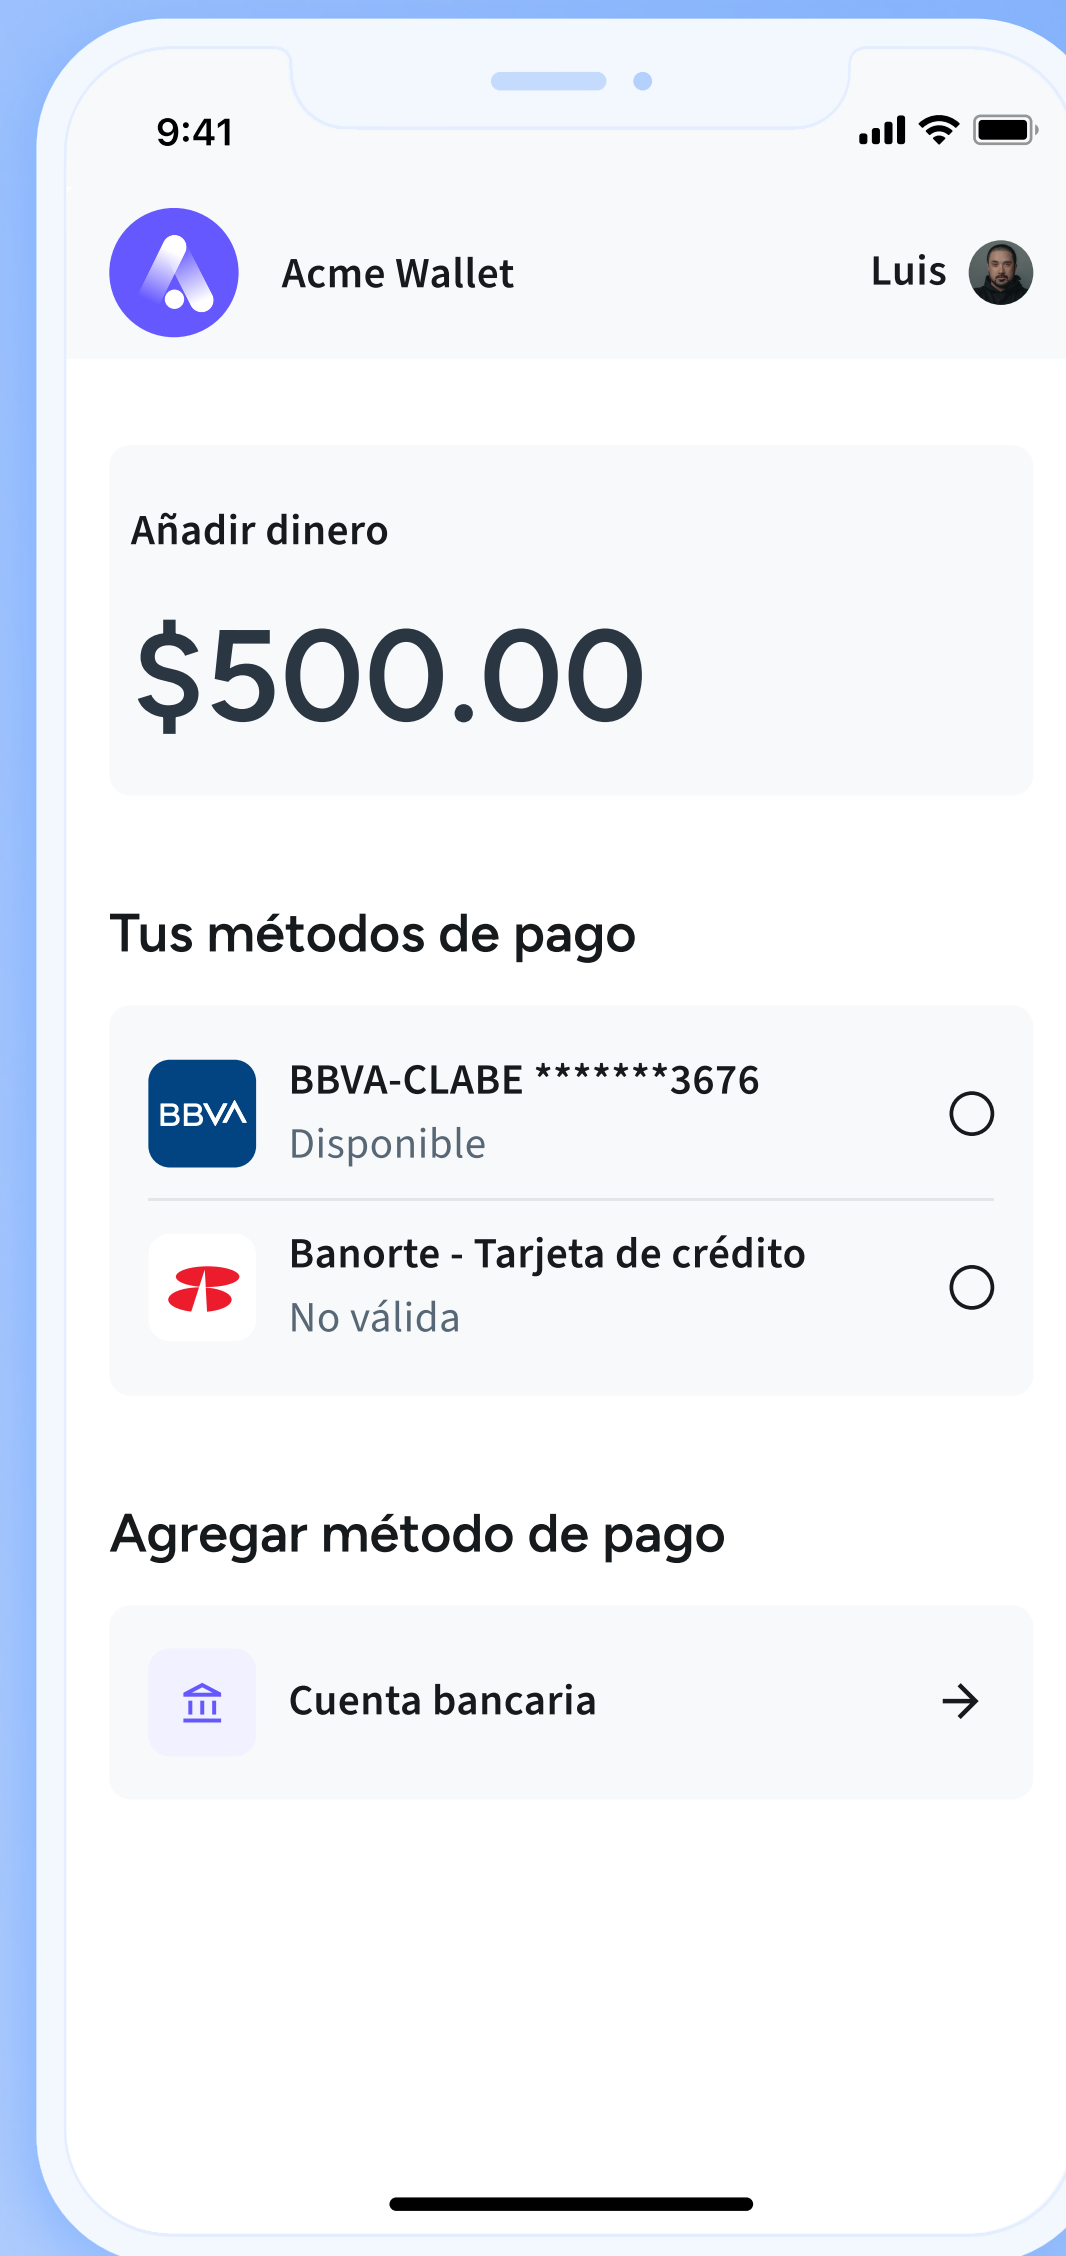 9:41
Acme Wallet
Luis
Añadir dinero
$500.00
Tus métodos de pago
BBVA
BBVA-CLABE *******3676
Disponible
Banorte - Tarjeta de crédito
No válida
Agregar método de pago
Cuenta bancaria